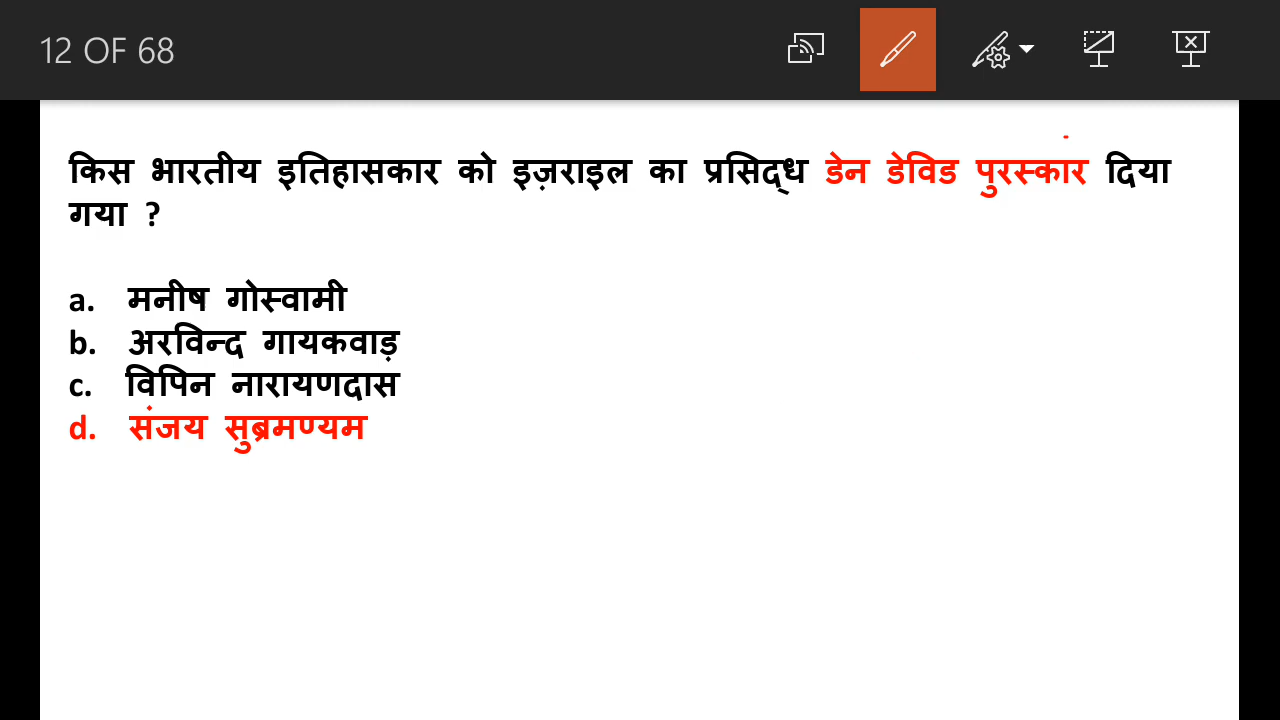 12 OF 68
किस भारतीय इतिहासकार को इज़राइल का प्रसिद्ध डेन डेविड पुरस्कार दिया
गया ?
a. मनीष गोस्वामी
b. अरविन्द गायकवाड़
c. विपिन नारायणदास
d. संजय सुब्रमण्यम